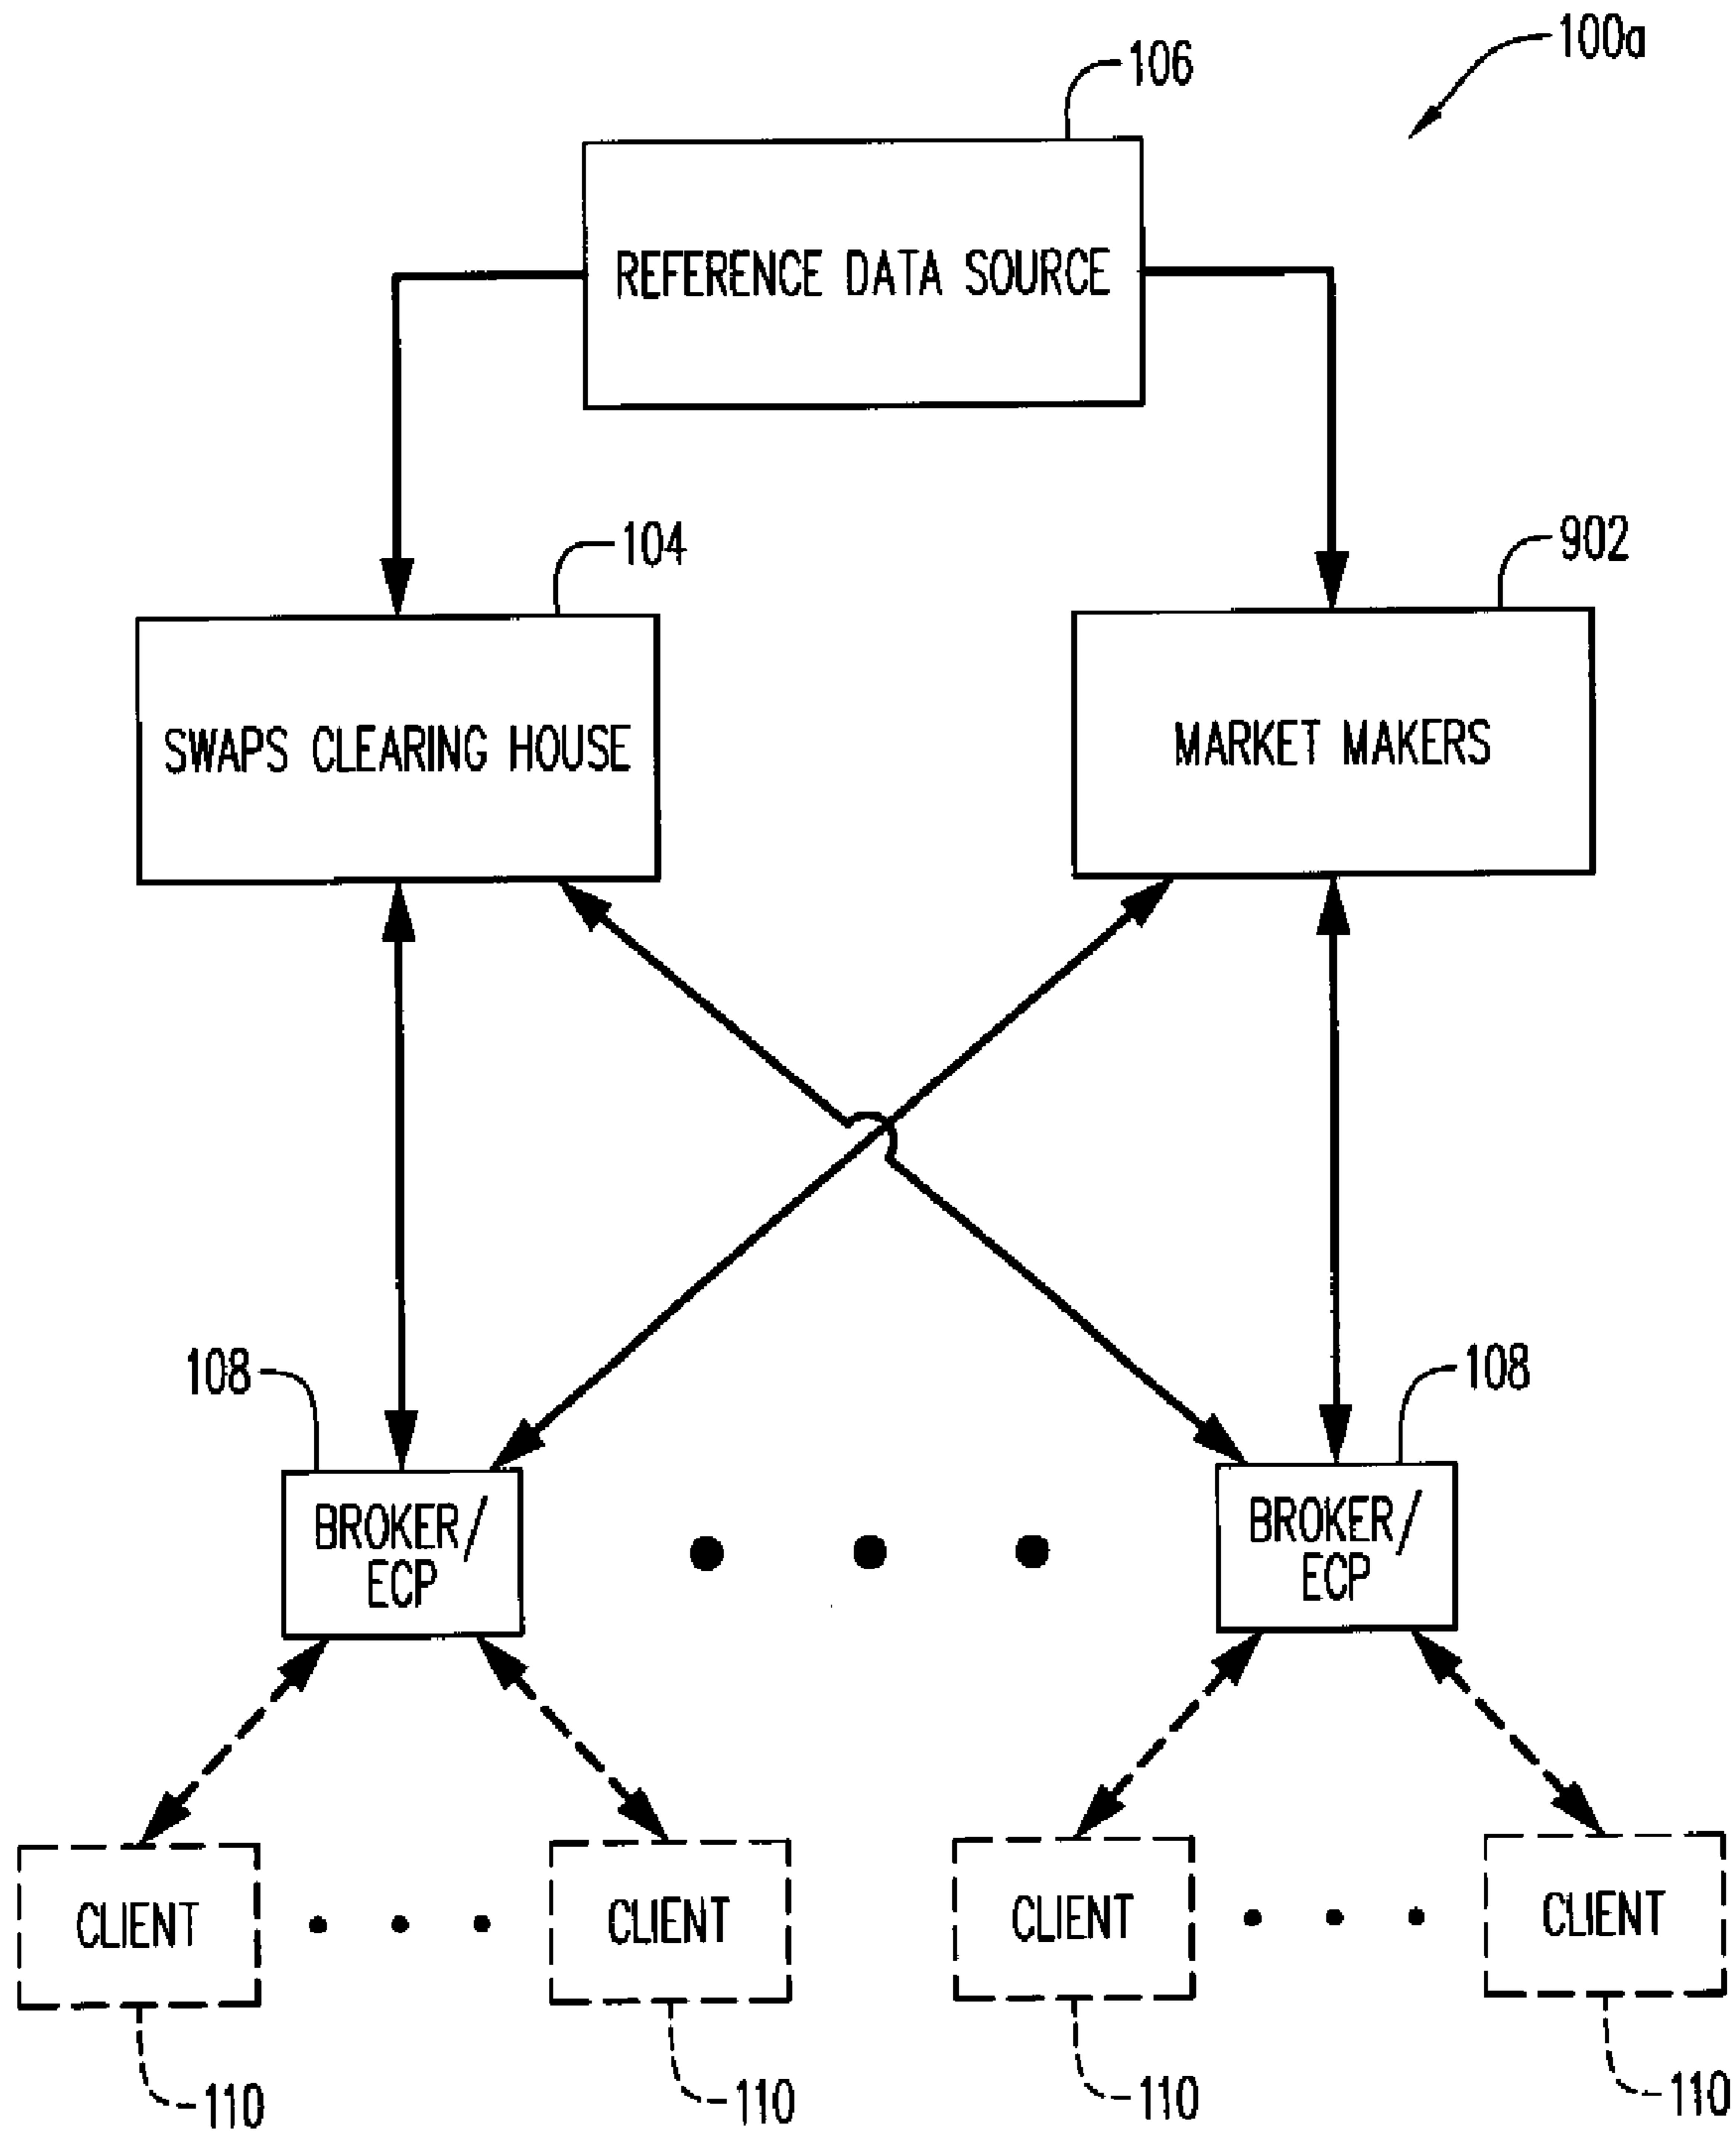 100a
106
REFERENCE DATA SOURCE
104
902
SWAPS CLEARING HOUSE
MARKET MAKERS
108
108
BROKER/
ECP
BROKER/
ECP
CLIENT
CLIENT
CLIENT
CLIENT
110
110
110
110